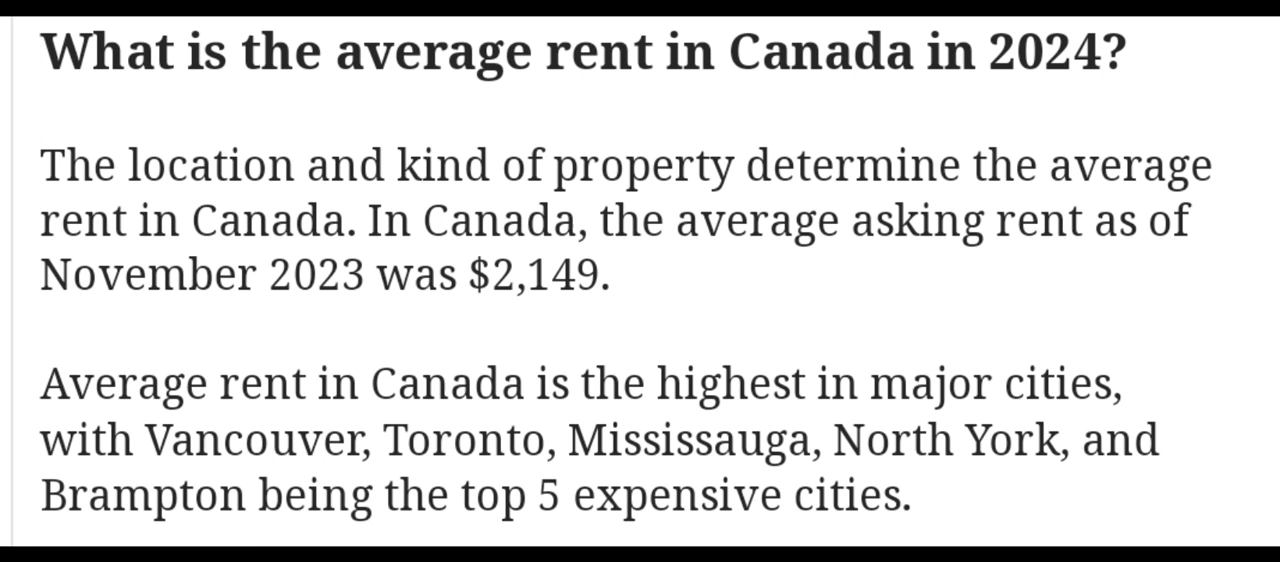 What is the average rent in Canada in 2024?
The location and kind of property determine the average
rent in Canada. In Canada, the average asking rent as of
November 2023 was $2,149.
Average rent in Canada is the highest in major cities,
with Vancouver, Toronto, Mississauga, North York, and
Brampton being the top 5 expensive cities.